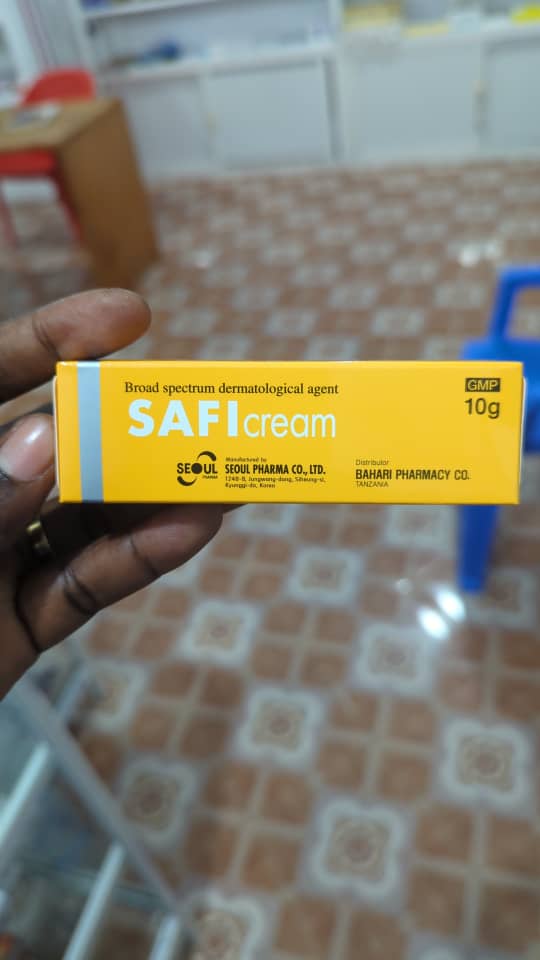 Broad spectrum dermatological agent
SAFI cream
GMP
10g
SEOUL
PHARMA
Manufactured by
SEOUL PHARMA CO., LTD.
1248-8, Jungwang-dong, Siheung-si,
Kyunggi-do, Korea
Distributor
BAHARI PHARMACY CO.
TANZANIA